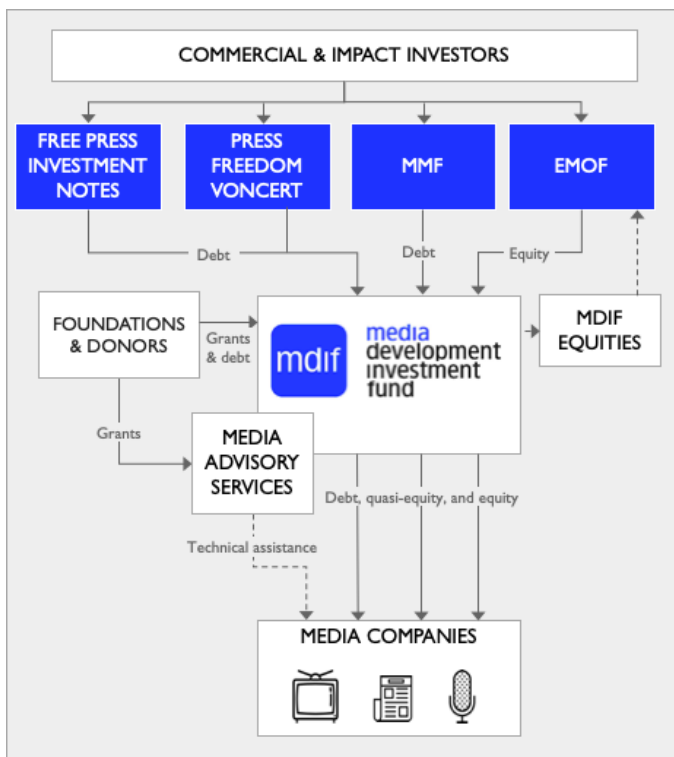 COMMERCIAL & IMPACT INVESTORS
FREE PRESS
INVESTMENT
NOTES
PRESS
FREEDOM
VONCERT
MMF
EMOF
Debt
Debt
Equity
FOUNDATIONS
& DONORS
Grants
& debt
mdif
media
development
investment
fund
MDIF
EQUITIES
Grants
MEDIA
ADVISORY
SERVICES
Debt, quasi-equity, and equity
Technical assistance
MEDIA COMPANIES